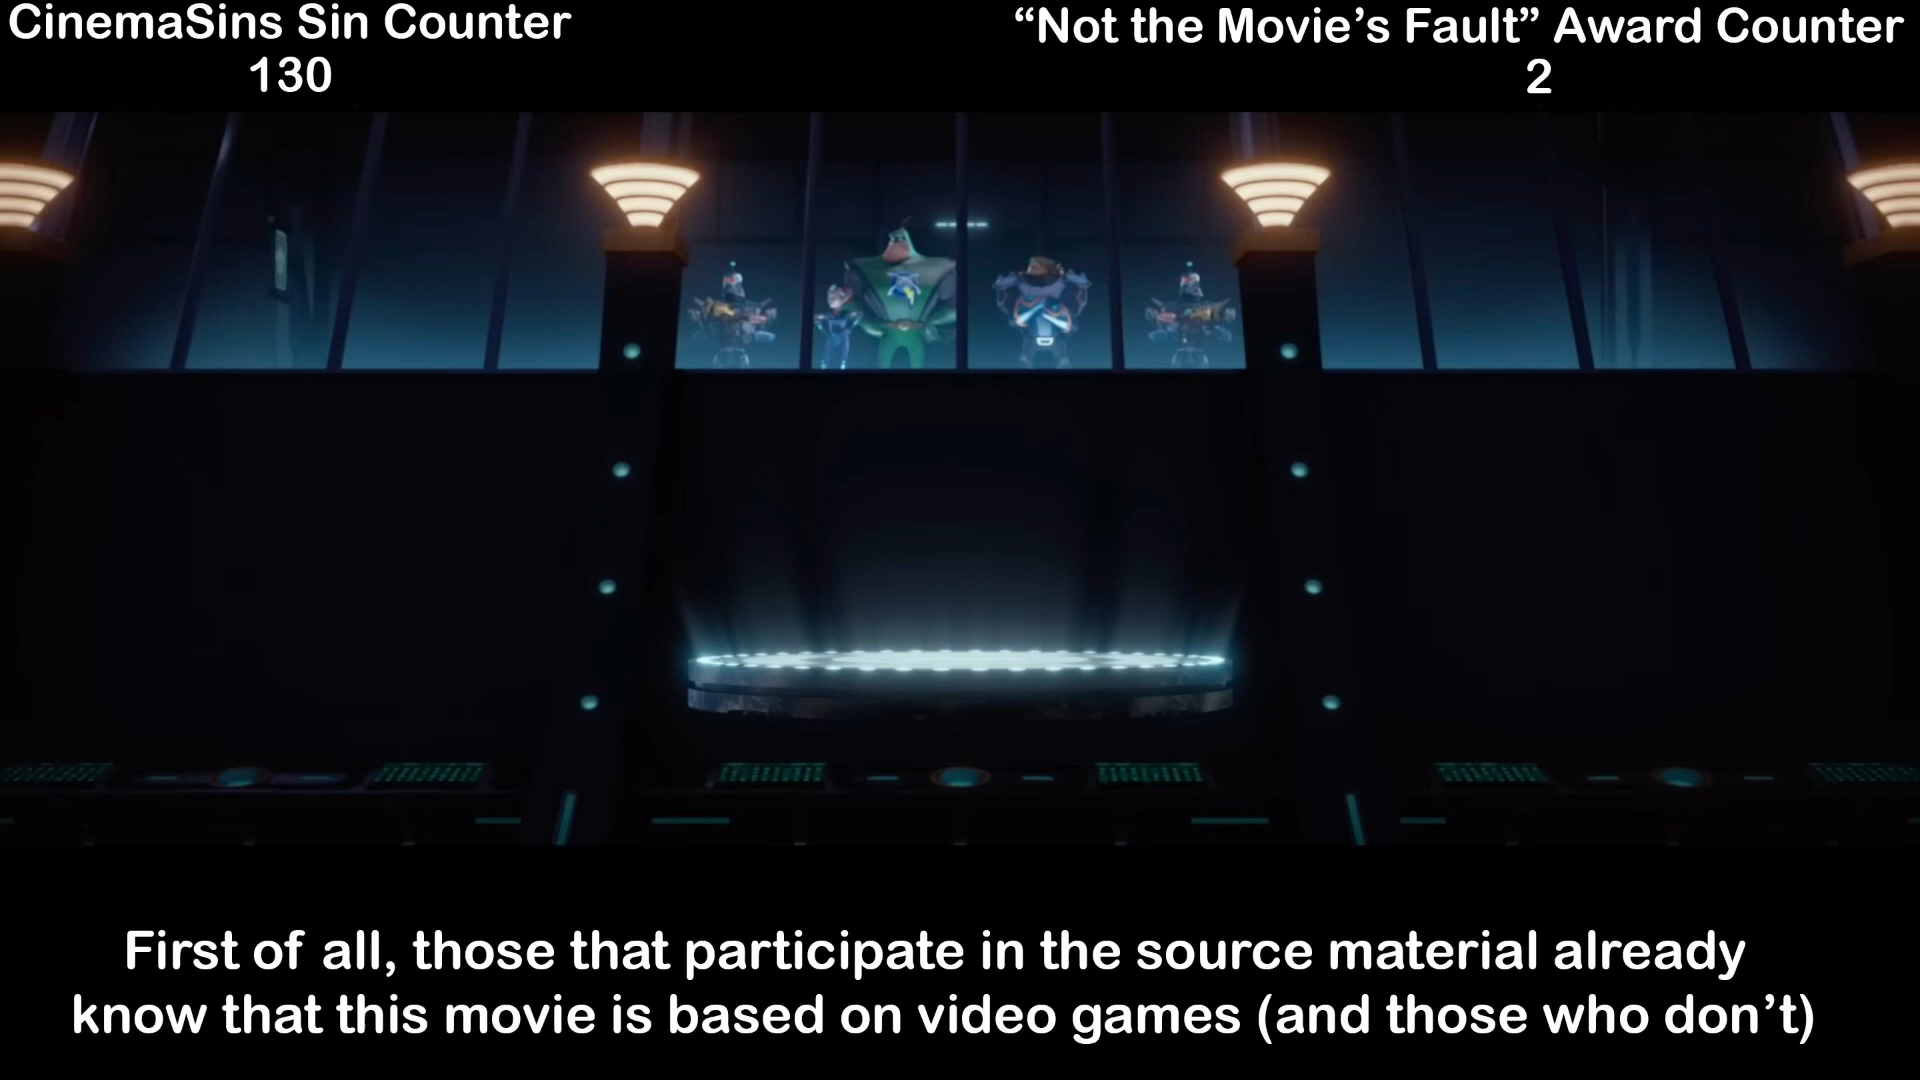 CinemaSins Sin Counter
130
“Not the Movie’s Fault” Award Counter
2
First of all, those that participate in the source material already
know that this movie is based on video games (and those who don’t)